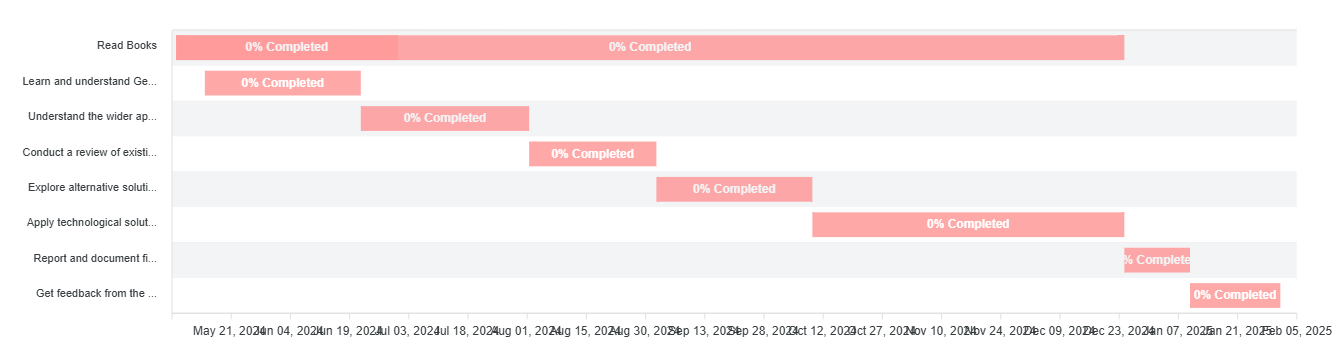 Read Books
0% Completed
0% Completed
Learn and understand Ge...
0% Completed
Understand the wider ap...
0% Completed
Conduct a review of existi...
0% Completed
Explore alternative soluti...
0% Completed
Apply technological solut...
0% Completed
Report and document fi...
% Complete
Get feedback from the ...
0% Completed
May 21, 2024 Jun 04, 2024 Jun 19, 2024 Jul 03, 2024 Jul 18, 2024 Aug 01, 2024 Aug 15, 2024 Aug 30, 2024 Sep 13, 2024 Sep 28, 2024 Oct 12, 2024 Oct 27, 2024 Nov 10, 2024 Nov 24, 2024 Dec 09, 2024 Dec 23, 2024 Jan 07, 2025 Jan 21, 2025 Feb 05, 2025